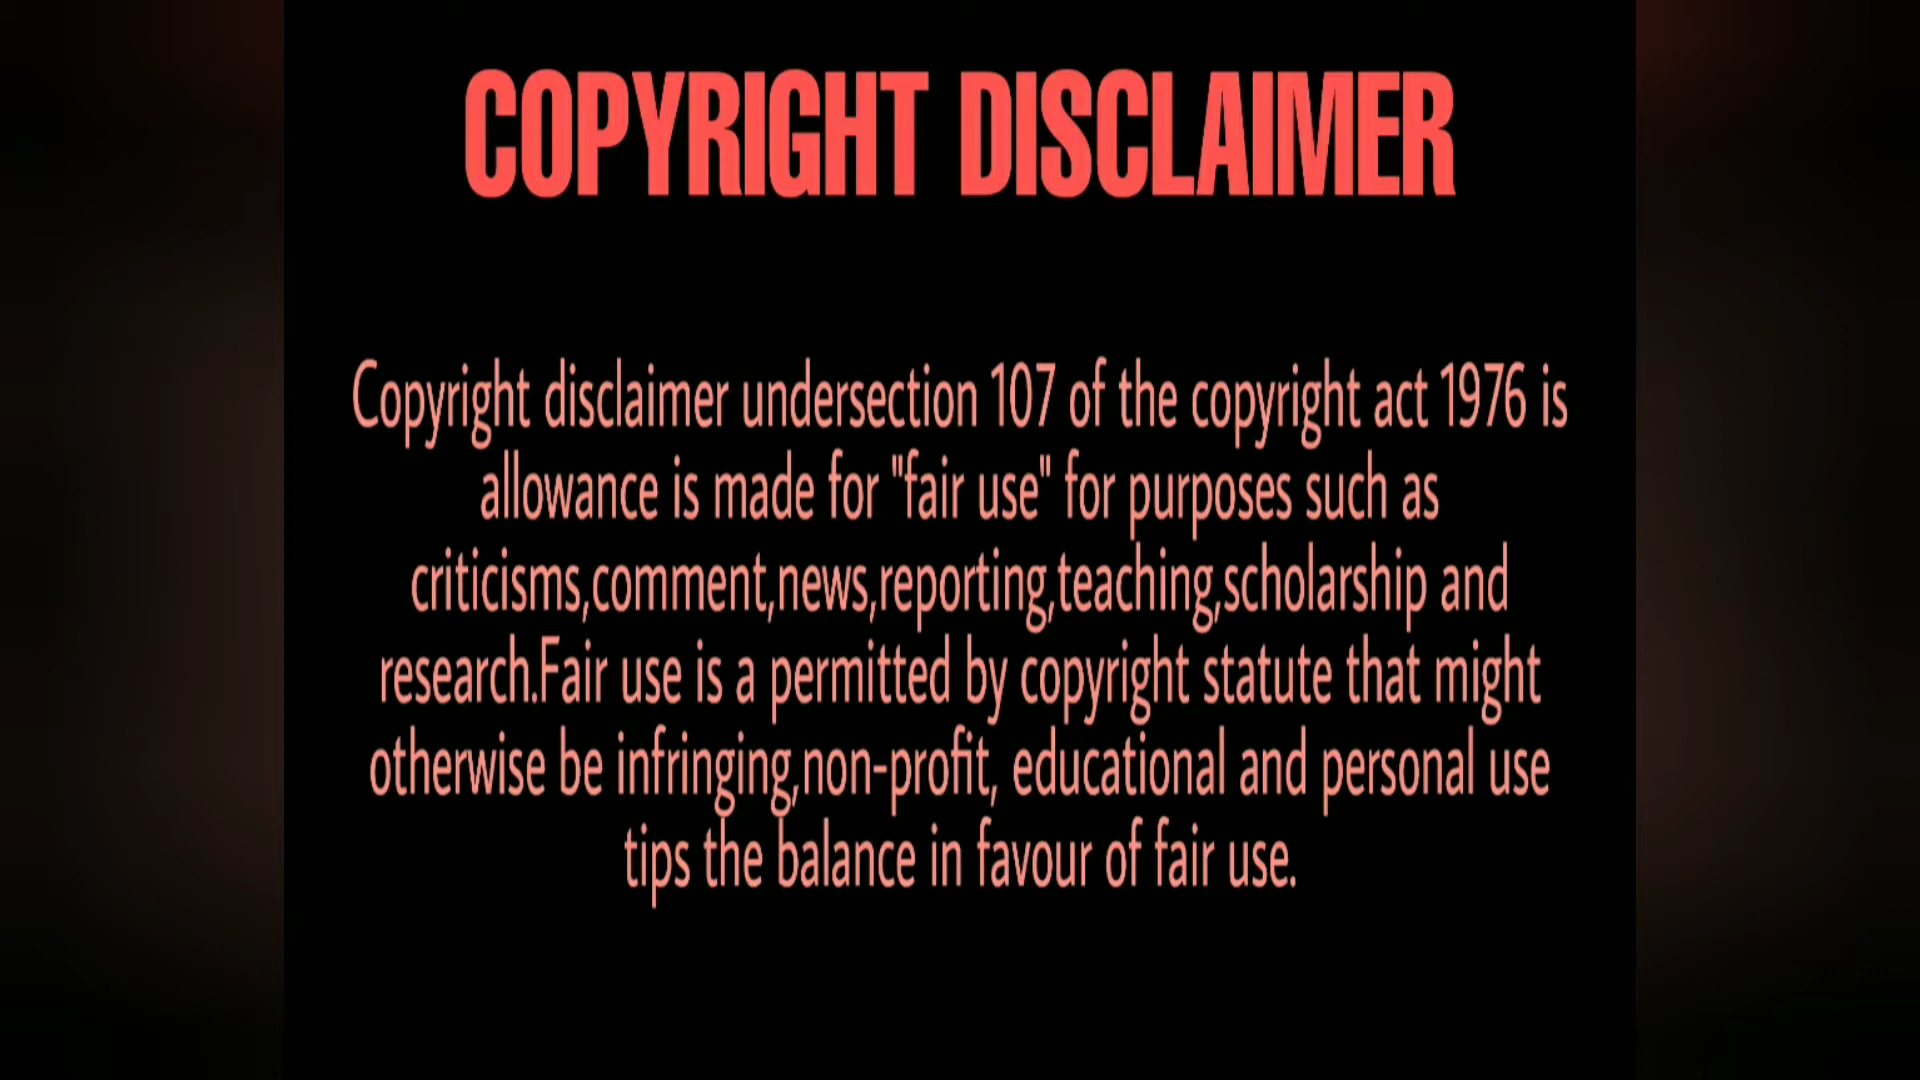 COPYRIGHT DISCLAIMER
Copyright disclaimer undersection 107 of the copyright act 1976 is
allowance is made for "fair use" for purposes such as
criticisms,comment,news,reporting,teaching,scholarship and
research.Fair use is a permitted by copyright statute that might
otherwise be infringing,non-profit, educational and personal use
tips the balance in favour of fair use.